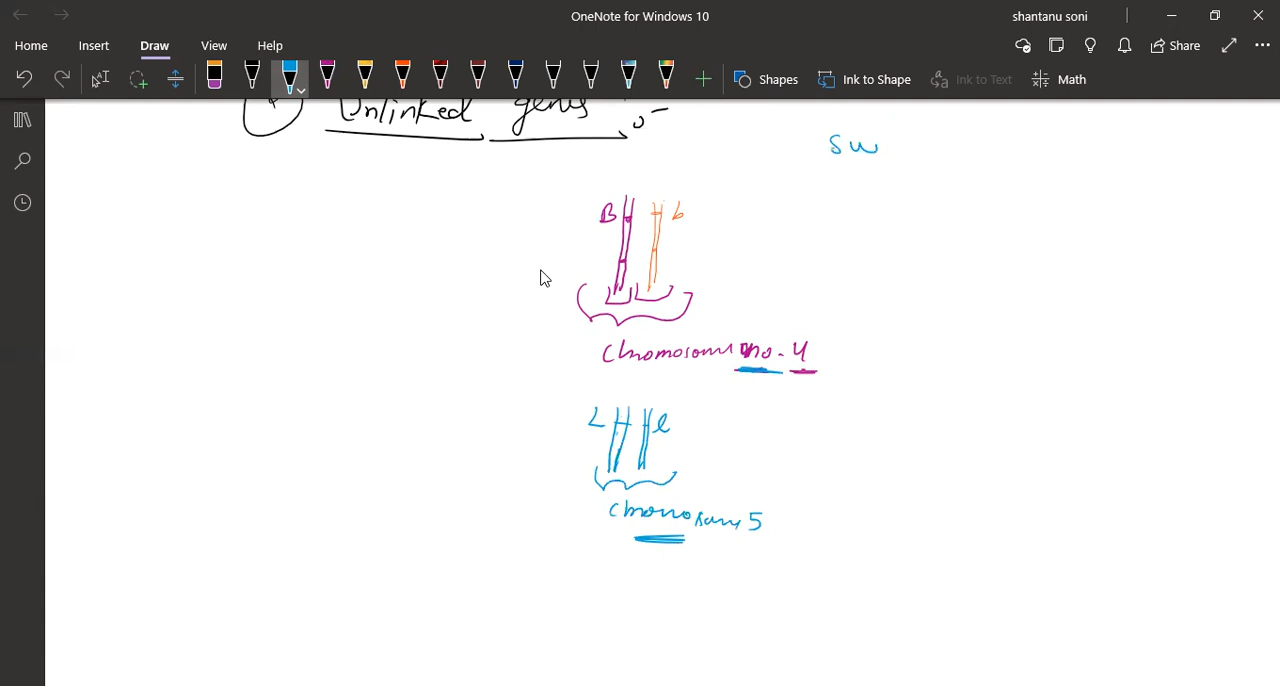 OneNote for Windows 10
shantanu soni
Home Insert Draw View Help
Share
Shapes
Ink to Shape
Ink to Text
Math
Unlinked genes :-
Sw
B b
Chromosome no. 4
L l
Chromosome 5